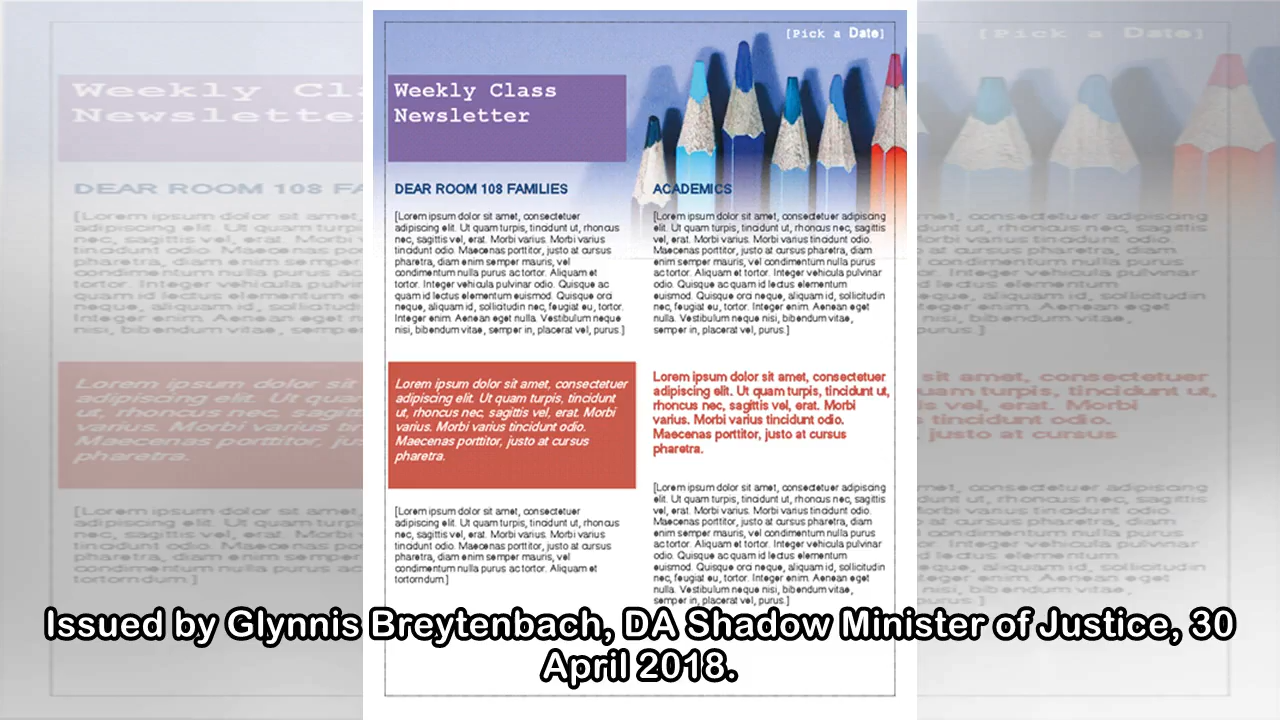 [Pick a Date]
Weekly Class
Newsletter
DEAR ROOM 108 FAMILIES
[Lorem ipsum dolor sit amet, consectetuer
adipiscing elit. Ut quam turpis, tincidunt ut, rhoncus
nec, sagittis vel, erat. Morbi varius. Morbi varius
tincidunt odio. Maecenas porttitor, justo at cursus
pharetra, diam enim semper mauris, vel
condimentum nulla purus ac tortor. Aliquam et
tortor. Integer vehicula pulvinar odio. Quisque ac
quam id lectus elementum euismod. Quisque orci
neque, aliquam id, sollicitudin nec, feugiat eu, tortor.
Integer enim. Aenean eget nulla. Vestibulum neque
nisi, bibendum vitae, semper in, placerat vel, purus.]
Lorem ipsum dolor sit amet, consectetuer
adipiscing elit. Ut quam turpis, tincidunt
ut, rhoncus nec, sagittis vel, erat. Morbi
varius. Morbi varius tincidunt odio.
Maecenas porttitor, justo at cursus
pharetra.
[Lorem ipsum dolor sit amet, consectetuer
adipiscing elit. Ut quam turpis, tincidunt ut, rhoncus
nec, sagittis vel, erat. Morbi varius. Morbi varius
tincidunt odio. Maecenas porttitor, justo at cursus
pharetra, diam enim semper mauris, vel
condimentum nulla purus ac tortor. Aliquam et
tortorndum.]
ACADEMICS
[Lorem ipsum dolor sit amet, consectetuer adipiscing
elit. Ut quam turpis, tincidunt ut, rhoncus nec, sagittis
vel, erat. Morbi varius. Morbi varius tincidunt odio.
Maecenas porttitor, justo at cursus pharetra, diam
enim semper mauris, vel condimentum nulla purus
ac tortor. Aliquam et tortor. Integer vehicula pulvinar
odio. Quisque ac quam id lectus elementum
euismod. Quisque orci neque, aliquam id, sollicitudin
nec, feugiat eu, tortor. Integer enim. Aenean eget
nulla. Vestibulum neque nisi, bibendum vitae,
semper in, placerat vel, purus.]
Lorem ipsum dolor sit amet, consectetuer
adipiscing elit. Ut quam turpis, tincidunt ut,
rhoncus nec, sagittis vel, erat. Morbi
varius. Morbi varius tincidunt odio.
Maecenas porttitor, justo at cursus
pharetra.
[Lorem ipsum dolor sit amet, consectetuer adipiscing
elit. Ut quam turpis, tincidunt ut, rhoncus nec, sagittis
vel, erat. Morbi varius. Morbi varius tincidunt odio.
Maecenas porttitor, justo at cursus pharetra, diam
enim semper mauris, vel condimentum nulla purus
ac tortor. Aliquam et tortor. Integer vehicula pulvinar
odio. Quisque ac quam id lectus elementum
euismod. Quisque orci neque, aliquam id, sollicitudin
nec, feugiat eu, tortor. Integer enim. Aenean eget
nulla. Vestibulum neque nisi, bibendum vitae,
semper in, placerat vel, purus.]
Issued by Glynnis Breytenbach, DA Shadow Minister of Justice, 30
April 2018.